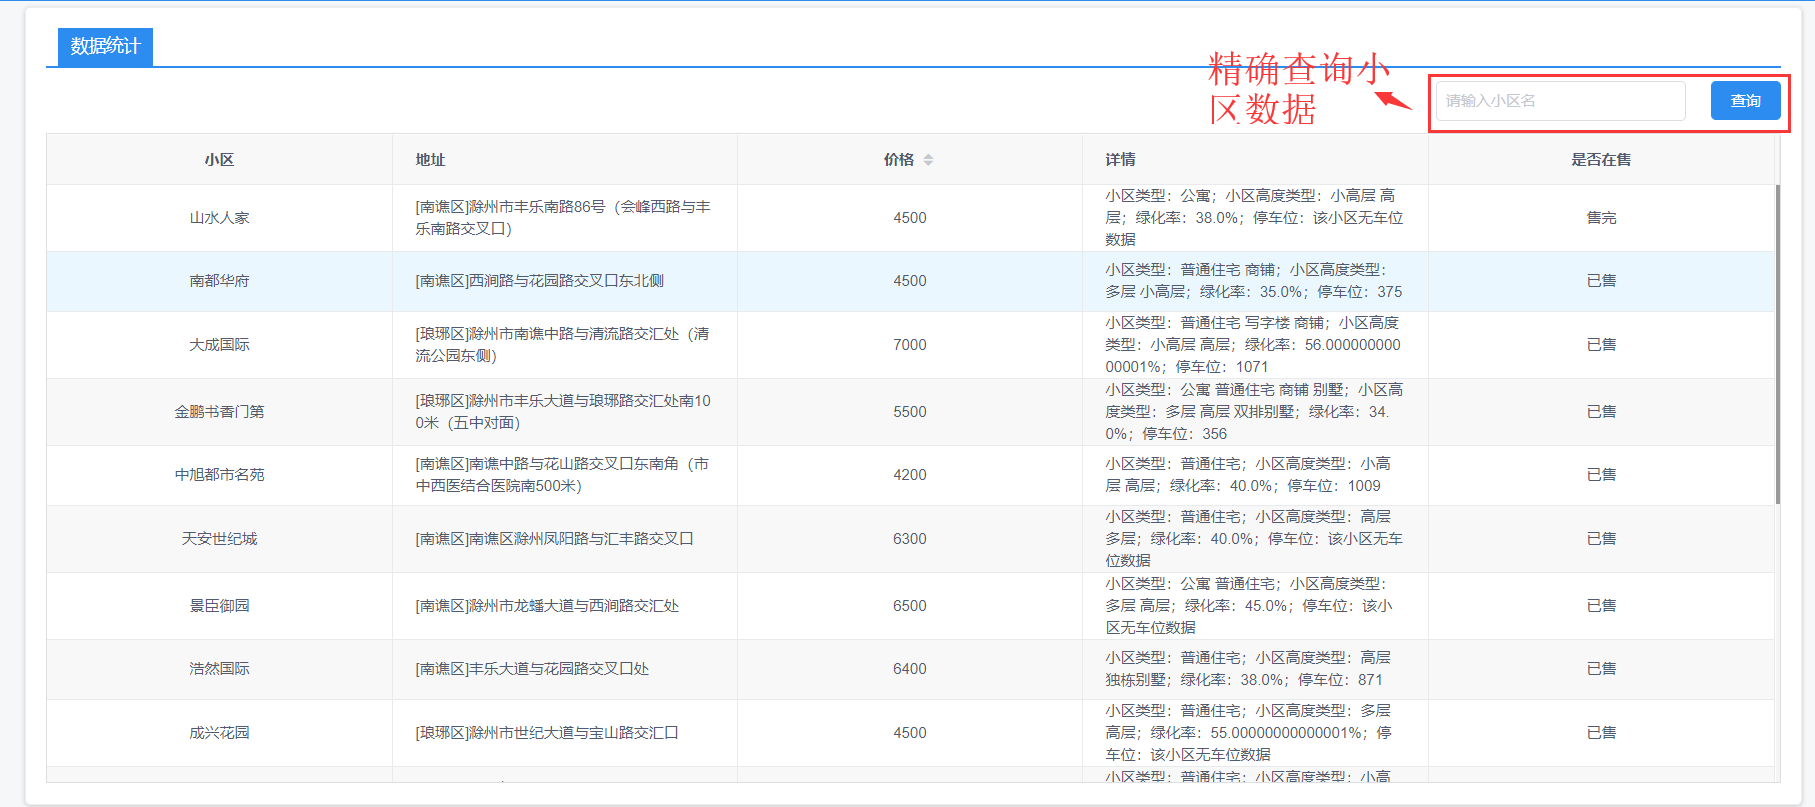 数据统计
精确查询小
区数据
请输入小区名
查询
小区
地址
价格
详情
是否在售
山水人家
[南谯区]滁州市丰乐南路86号（会峰西路与丰
乐南路交叉口）
4500
小区类型：公寓；小区高度类型：小高层 高
层；绿化率：38.0%；停车位：该小区无车位
数据
售完
南都华府
[南谯区]西涧路与花园路交叉口东北侧
4500
小区类型：普通住宅 商铺；小区高度类型：
多层 小高层；绿化率：35.0%；停车位：375
已售
大成国际
[琅琊区]滁州市南谯中路与清流路交汇处（清
流公园东侧）
7000
小区类型：普通住宅 写字楼 商铺；小区高度
类型：小高层 高层；绿化率：56.000000000
00001%；停车位：1071
已售
金鹏书香门第
[琅琊区]滁州市丰乐大道与琅琊路交汇处南10
0米（五中对面）
5500
小区类型：公寓 普通住宅 商铺 别墅；小区高
度类型：多层 高层 双排别墅；绿化率：34.
0%；停车位：356
已售
中旭都市名苑
[南谯区]南谯中路与花山路交叉口东南角（市
中西医结合医院南500米）
4200
小区类型：普通住宅；小区高度类型：小高
层 高层；绿化率：40.0%；停车位：1009
已售
天安世纪城
[南谯区]南谯区滁州凤阳路与汇丰路交叉口
6300
小区类型：普通住宅；小区高度类型：高层
多层；绿化率：40.0%；停车位：该小区无车
位数据
已售
景臣御园
[南谯区]滁州市龙蟠大道与西涧路交汇处
6500
小区类型：公寓 普通住宅；小区高度类型：
多层 高层；绿化率：45.0%；停车位：该小
区无车位数据
已售
浩然国际
[南谯区]丰乐大道与花园路交叉口处
6400
小区类型：普通住宅；小区高度类型：高层
独栋别墅；绿化率：38.0%；停车位：871
已售
成兴花园
[琅琊区]滁州市世纪大道与宝山路交汇口
4500
小区类型：普通住宅；小区高度类型：多层
高层；绿化率：55.00000000000001%；停
车位：该小区无车位数据
已售
小区类型：普通住宅；小区高度类型：小高